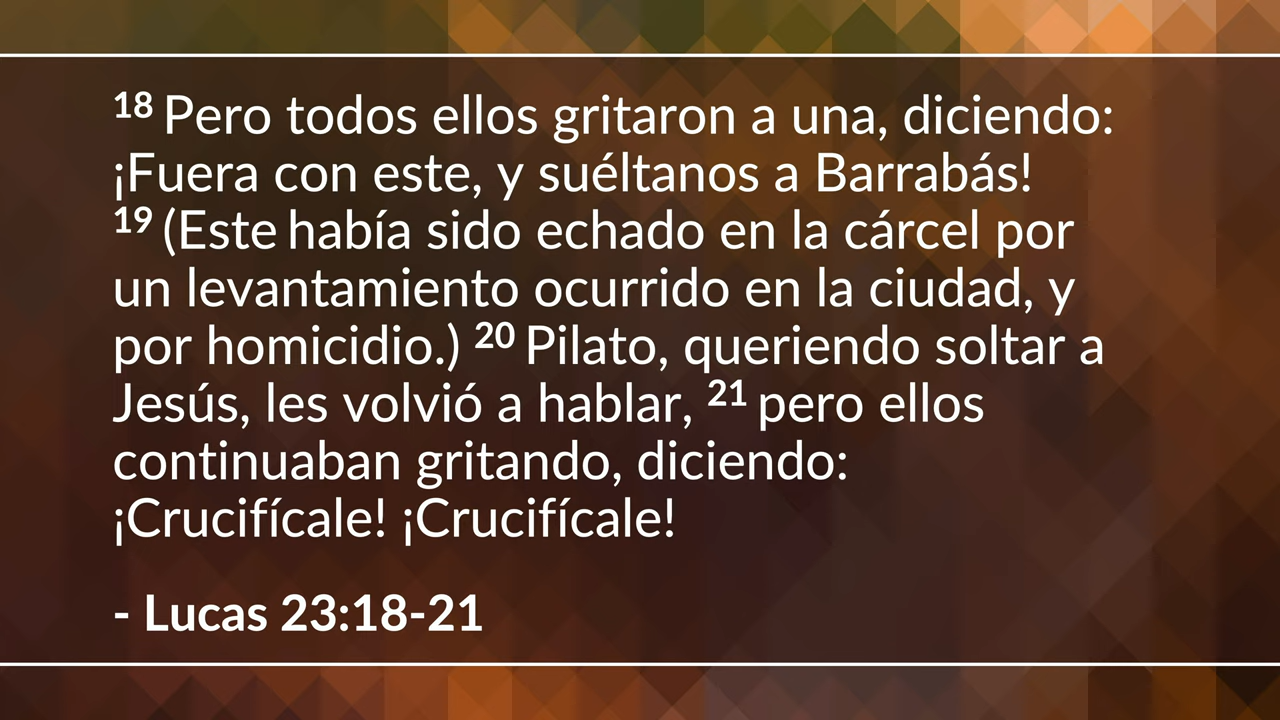 18 Pero todos ellos gritaron a una, diciendo:
¡Fuera con este, y suéltanos a Barrabás!
19 (Este había sido echado en la cárcel por
un levantamiento ocurrido en la ciudad, y
por homicidio.) 20 Pilato, queriendo soltar a
Jesús, les volvió a hablar, 21 pero ellos
continuaban gritando, diciendo:
¡Crucifícale! ¡Crucifícale!
- Lucas 23:18-21